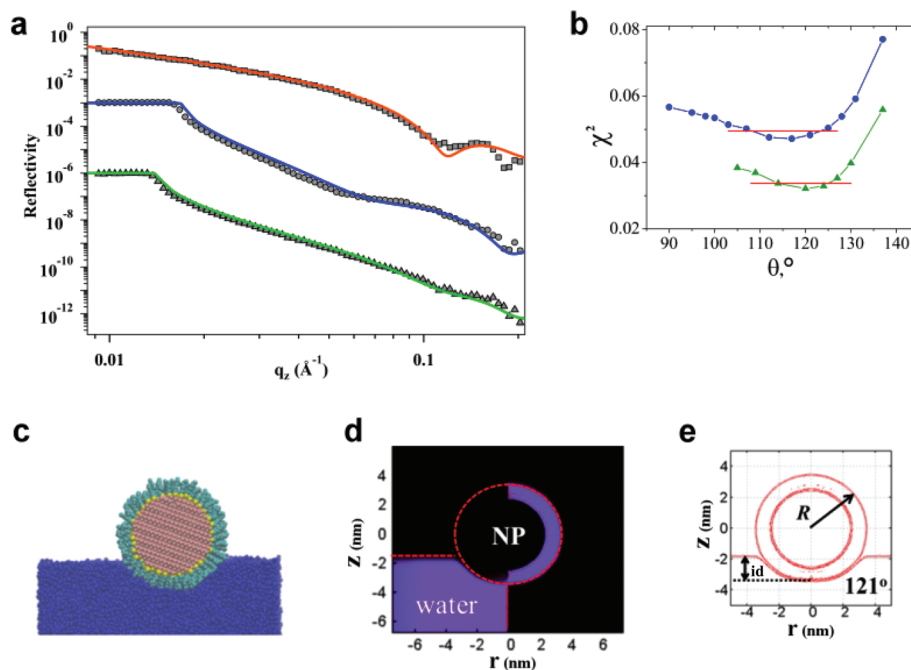 a
10⁰
10⁻²
10⁻⁴
10⁻⁶
10⁻⁸
10⁻¹⁰
10⁻¹²
Reflectivity
0.01
0.1
q_z (Å⁻¹)
b
0.08
0.06
0.04
0.02
χ²
90 100 110 120 130 140
θ,°
c
d
4
2
0
-2
-4
-6
z (nm)
NP
water
-6 -4 -2 0 2 4 6
r (nm)
e
4
2
0
-2
-4
z (nm)
R
id
121°
-4 -2 0 2 4
r (nm)